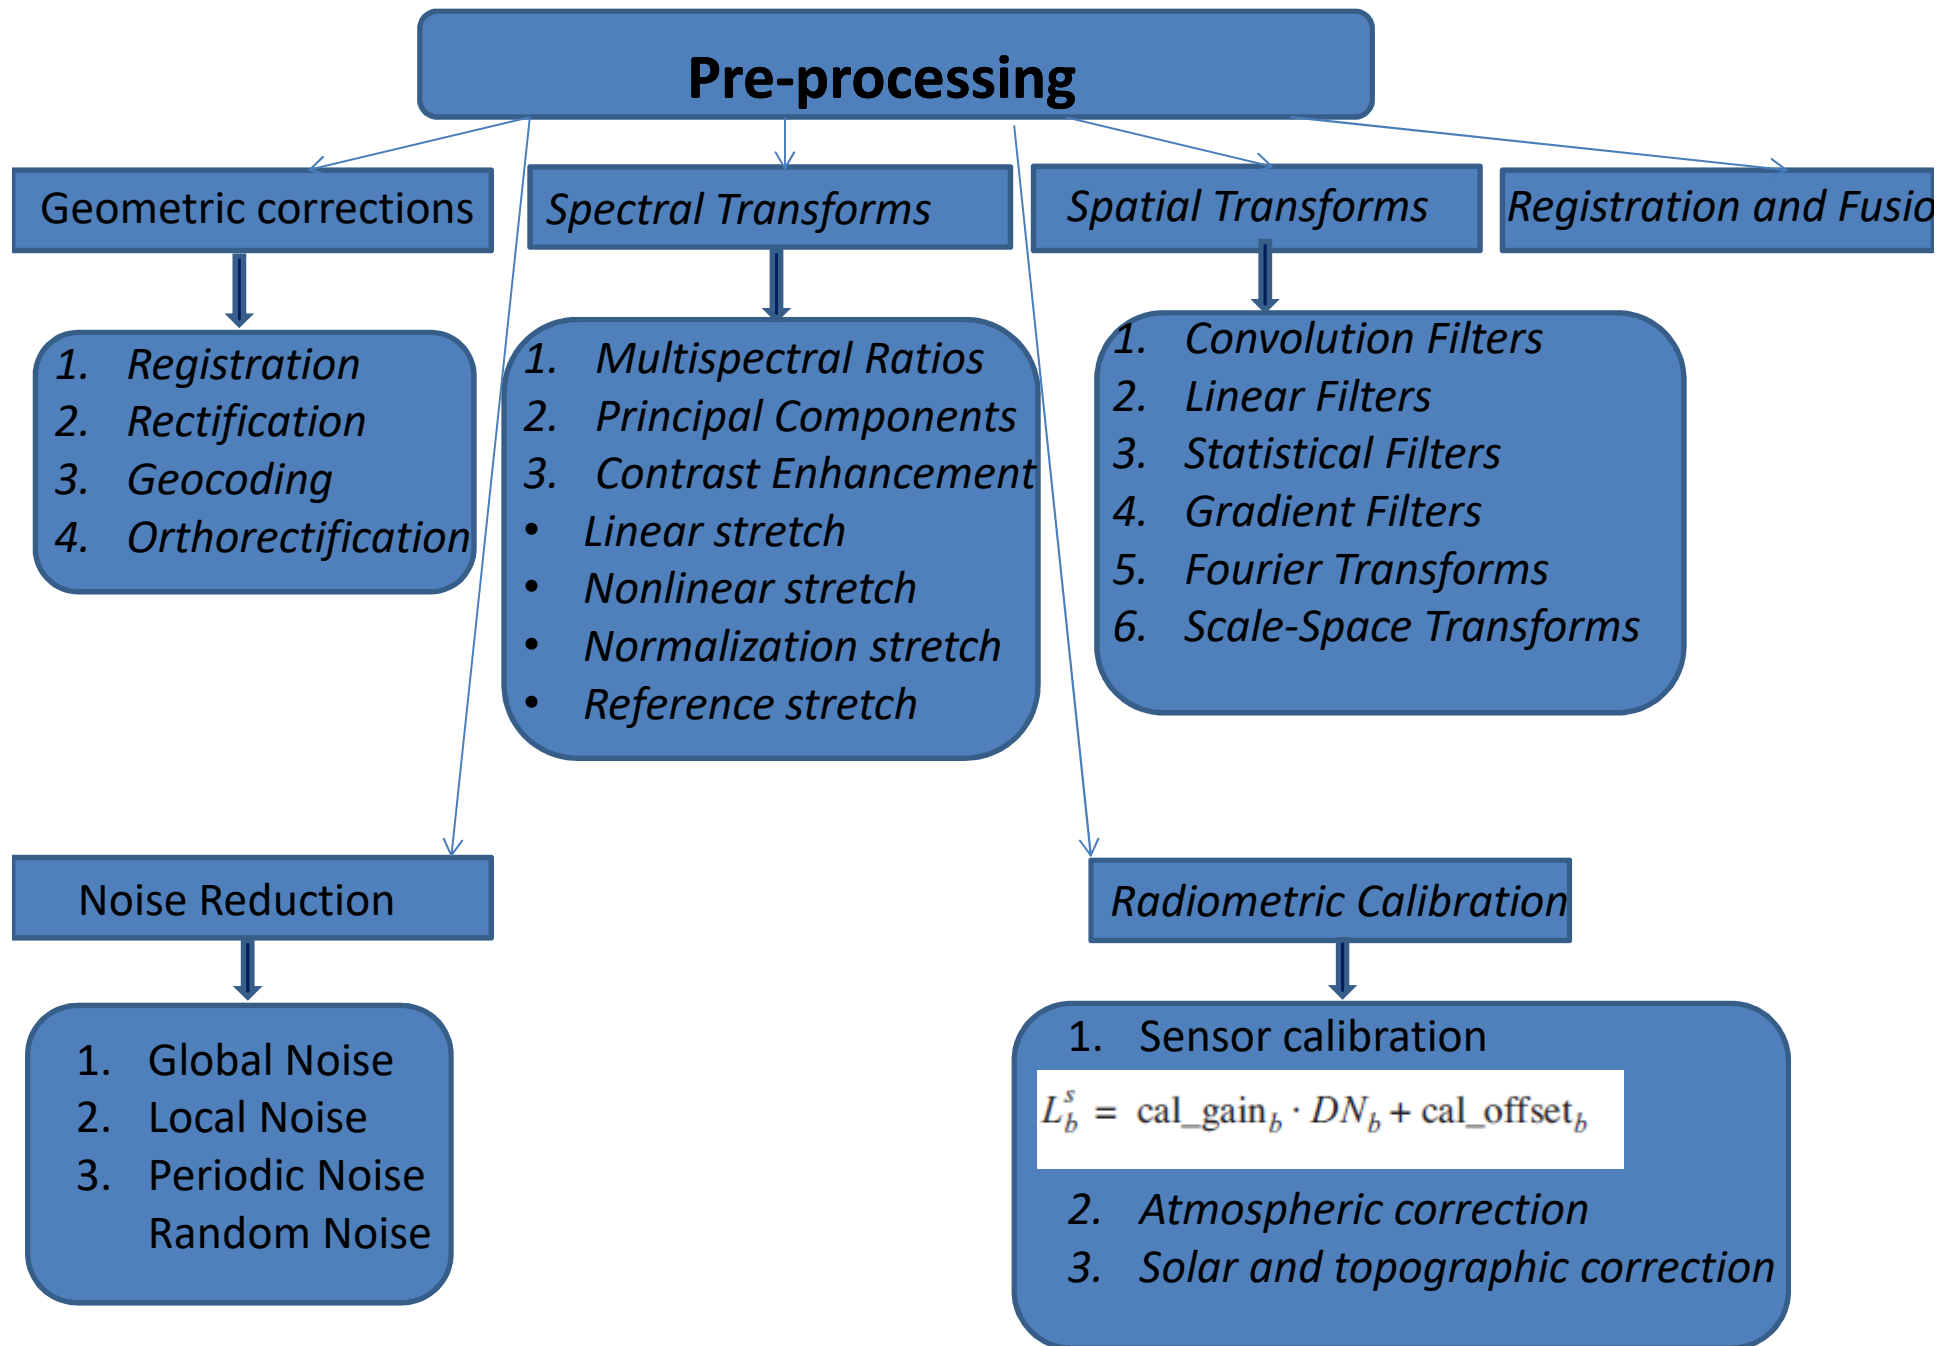 Pre-processing
Geometric corrections
Spectral Transforms
Spatial Transforms
Registration and Fusio
1. Registration
2. Rectification
3. Geocoding
4. Orthorectification
1. Multispectral Ratios
2. Principal Components
3. Contrast Enhancement
• Linear stretch
• Nonlinear stretch
• Normalization stretch
• Reference stretch
1. Convolution Filters
2. Linear Filters
3. Statistical Filters
4. Gradient Filters
5. Fourier Transforms
6. Scale-Space Transforms
Noise Reduction
Radiometric Calibration
1. Global Noise
2. Local Noise
3. Periodic Noise
Random Noise
1. Sensor calibration
L_b^s = cal_gain_b · DN_b + cal_offset_b
2. Atmospheric correction
3. Solar and topographic correction